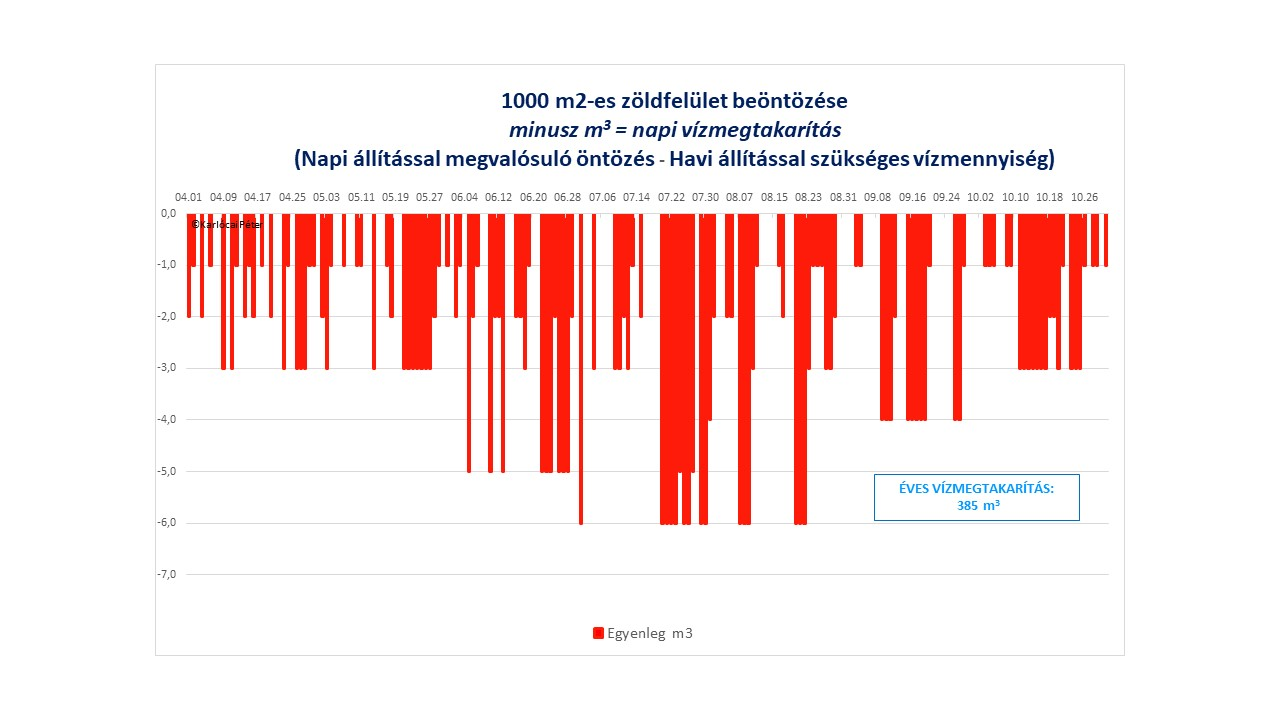 1000 m2-es zöldfelület beöntözése
minusz m³ = napi vízmegtakarítás
(Napi állítással megvalósuló öntözés - Havi állítással szükséges vízmennyiség)
04.01 04.09 04.17 04.25 05.03 05.11 05.19 05.27 06.04 06.12 06.20 06.28 07.06 07.14 07.22 07.30 08.07 08.15 08.23 08.31 09.08 09.16 09.24 10.02 10.10 10.18 10.26
0,0
©Karlócai Péter
-1,0
-2,0
-3,0
-4,0
-5,0
ÉVES VÍZMEGTAKARÍTÁS:
385 m³
-6,0
-7,0
Egyenleg m3